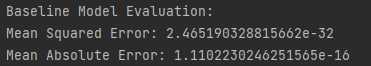 Baseline Model Evaluation:
Mean Squared Error: 2.465190328815662e-32
Mean Absolute Error: 1.1102230246251565e-16